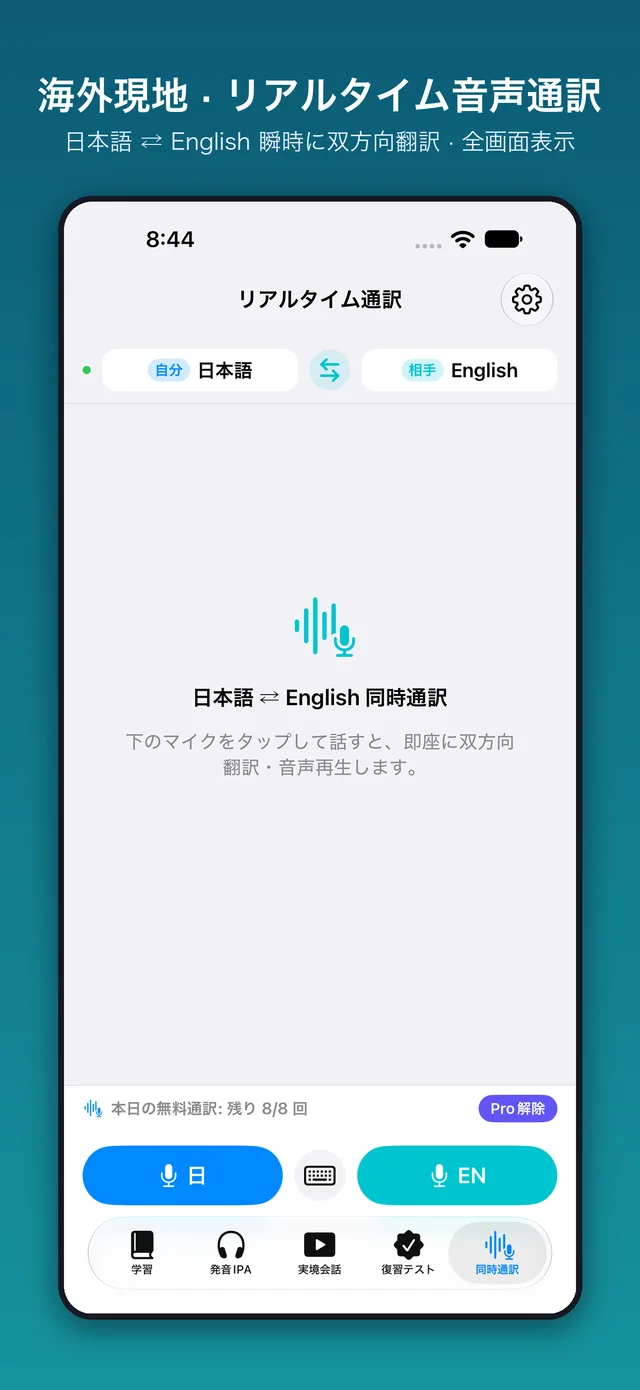 海外現地 · リアルタイム音声通訳
日本語 ⇄ English 瞬時に双方向翻訳 · 全画面表示
8:44
リアルタイム通訳
自分 日本語
相手 English
日本語 ⇄ English 同時通訳
下のマイクをタップして話すと、即座に双方向
翻訳・音声再生します。
本日の無料通訳: 残り 8/8 回
Pro 解除
日
EN
学習
発音 IPA
実境会話
復習テスト
同時通訳